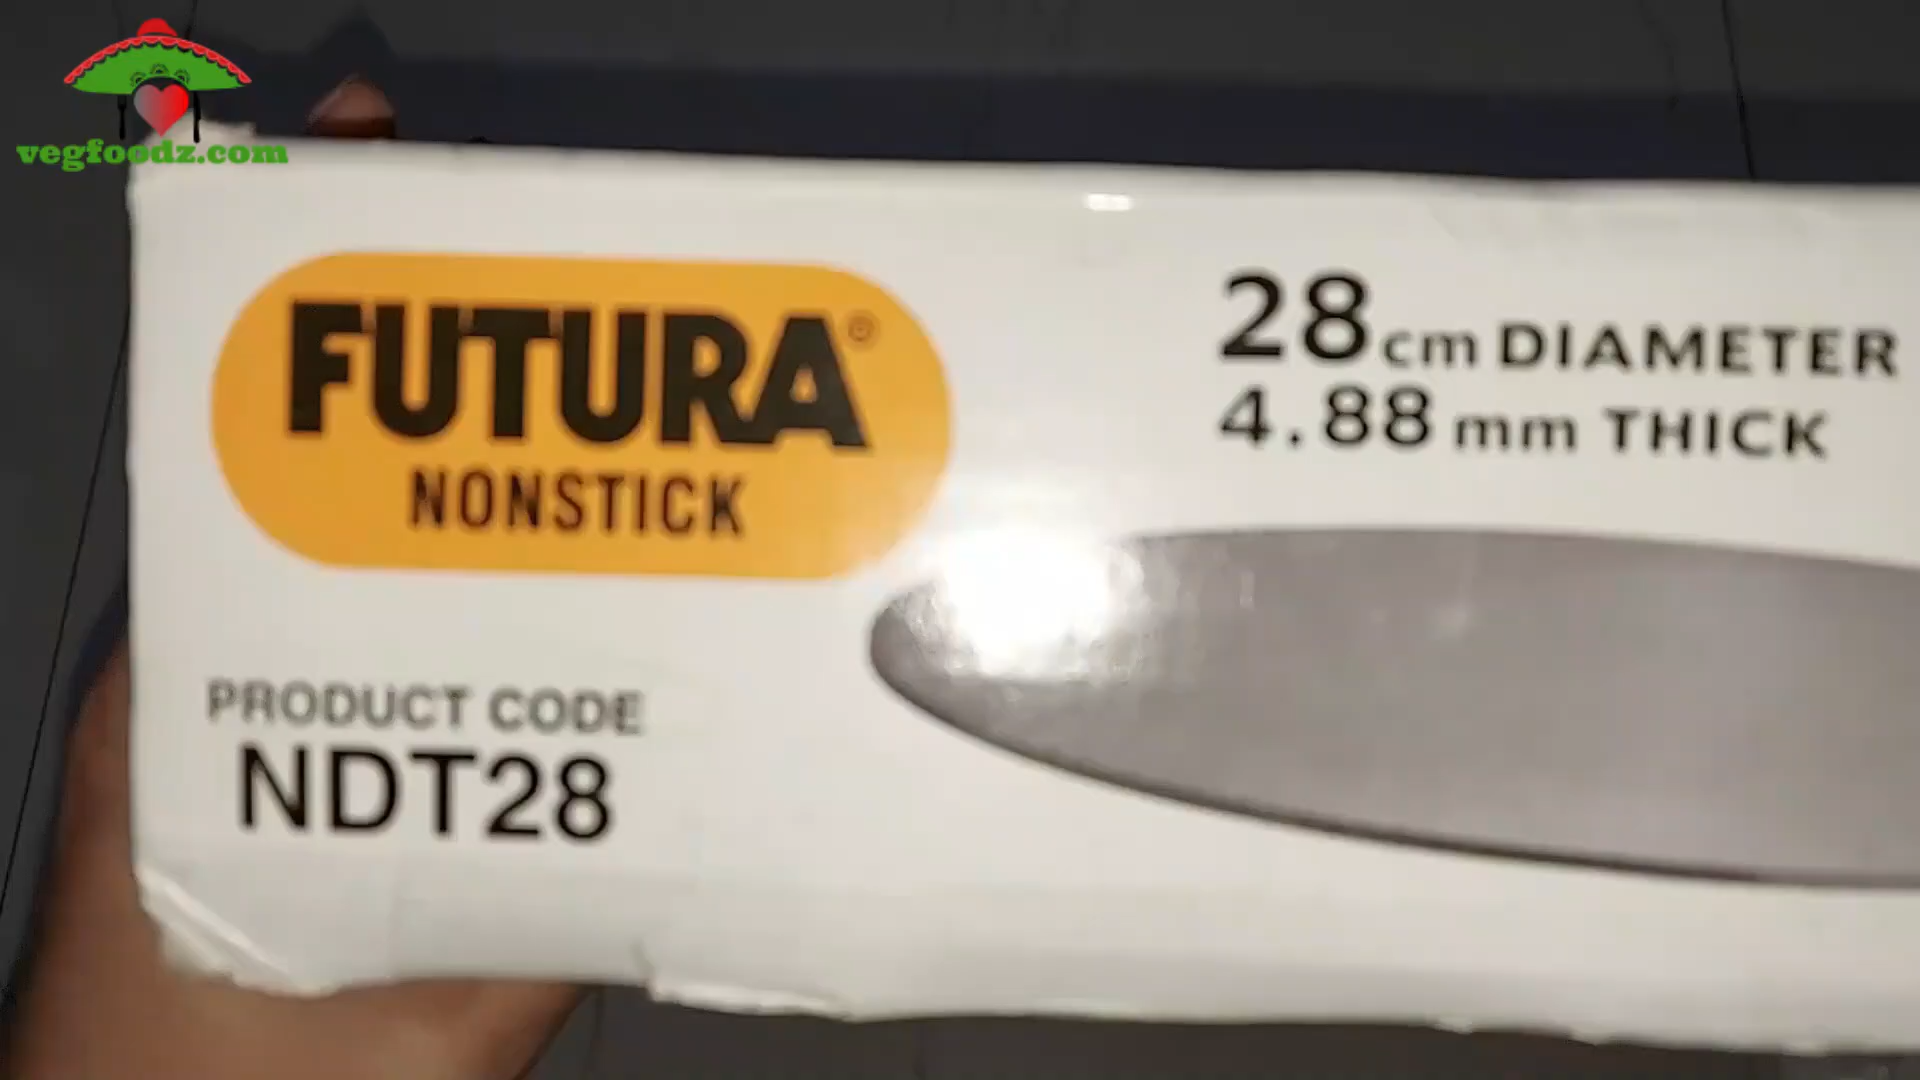 vegfoodz.com
FUTURA®
NONSTICK
28 cm DIAMETER
4.88 mm THICK
PRODUCT CODE
NDT28